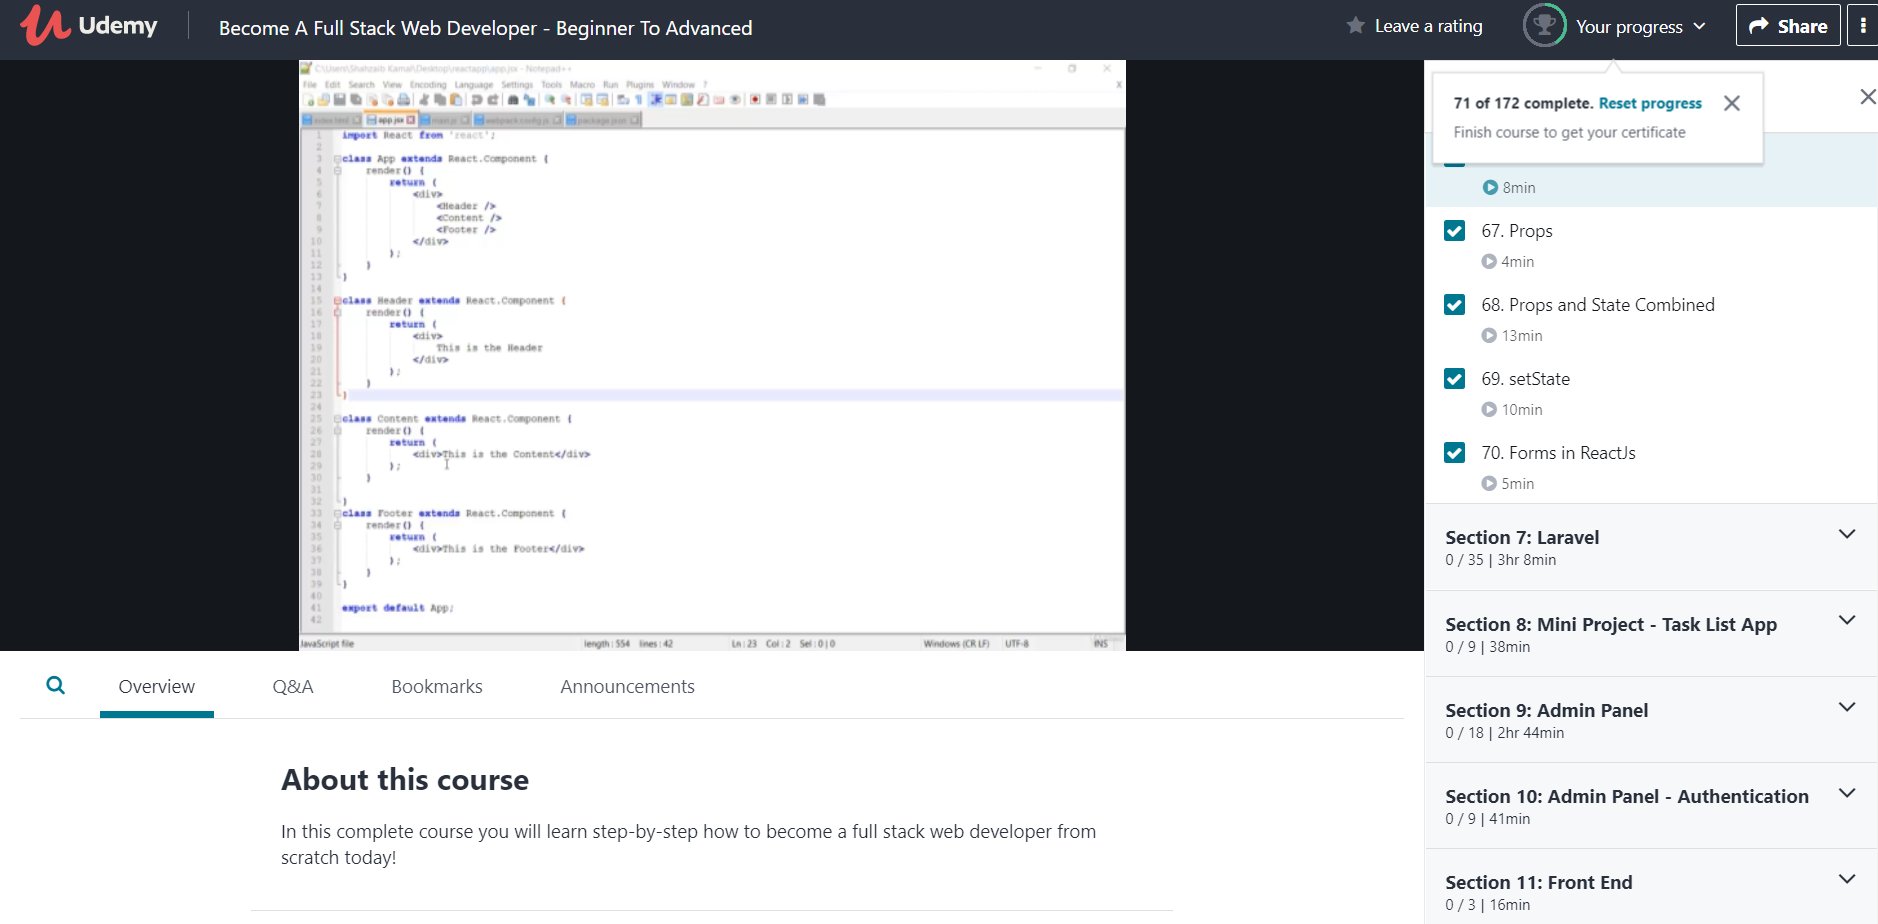 Udemy
Become A Full Stack Web Developer - Beginner To Advanced
Leave a rating
Your progress
Share
C:\Users\Shahzaib Kamal\Desktop\reactapp\app.jsx - Notepad++
File Edit Search View Encoding Language Settings Tools Macro Run Plugins Window ?
X
index.html app.jsx main.js webpack.config.js package.json
1 import React from 'react';
2
3 class App extends React.Component {
4 render() {
5 return (
6 <div>
7 <Header />
8 <Content />
9 <Footer />
10 </div>
11 );
12 }
13 }
14
15 class Header extends React.Component {
16 render() {
17 return (
18 <div>
19 This is the Header
20 </div>
21 );
22 }
23 }
24
25 class Content extends React.Component {
26 render() {
27 return (
28 <div>This is the Content</div>
29 );
30 }
31
32 }
33 class Footer extends React.Component {
34 render() {
35 return (
36 <div>This is the Footer</div>
37 );
38 }
39 }
40
41 export default App;
42
JavaScript file length : 554 lines : 42 Ln : 23 Col : 2 Sel : 0 | 0 Windows (CR LF) UTF-8 INS
71 of 172 complete. Reset progress
Finish course to get your certificate
8min
67. Props
4min
68. Props and State Combined
13min
69. setState
10min
70. Forms in ReactJs
5min
Section 7: Laravel
0 / 35 | 3hr 8min
Section 8: Mini Project - Task List App
0 / 9 | 38min
Section 9: Admin Panel
0 / 18 | 2hr 44min
Section 10: Admin Panel - Authentication
0 / 9 | 41min
Section 11: Front End
0 / 3 | 16min
Overview
Q&A
Bookmarks
Announcements
About this course
In this complete course you will learn step-by-step how to become a full stack web developer from
scratch today!